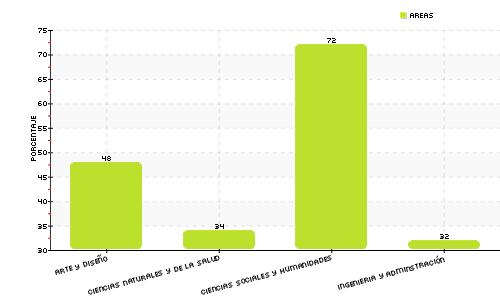 AREAS
PORCENTAJE
75
70
65
60
55
50
45
40
35
30
48
34
72
32
ARTE Y DISEÑO
CIENCIAS NATURALES Y DE LA SALUD
CIENCIAS SOCIALES Y HUMANIDADES
INGENIERIA Y ADMINSTRACIÓN